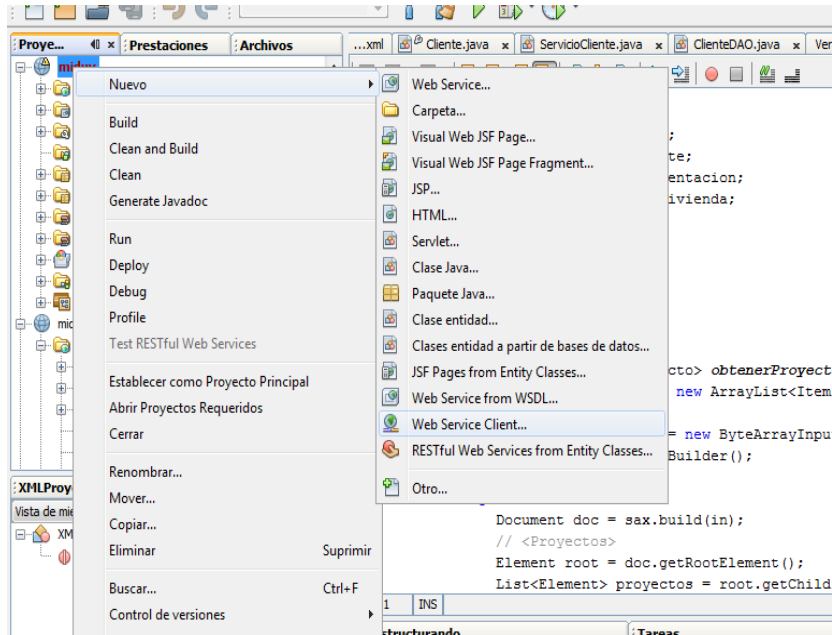 Proye...
Prestaciones
Archivos
...xml
Cliente.java
ServicioCliente.java
ClienteDAO.java
Ver
Nuevo
Build
Clean and Build
Clean
Generate Javadoc
Run
Deploy
Debug
Profile
Test RESTful Web Services
Establecer como Proyecto Principal
Abrir Proyectos Requeridos
Cerrar
Renombrar...
Mover...
Copiar...
Eliminar Suprimir
Buscar... Ctrl+F
Control de versiones
Web Service...
Carpeta...
Visual Web JSF Page...
Visual Web JSF Page Fragment...
JSP...
HTML...
Servlet...
Clase Java...
Paquete Java...
Clase entidad...
Clases entidad a partir de bases de datos...
JSF Pages from Entity Classes...
Web Service from WSDL...
Web Service Client...
RESTful Web Services from Entity Classes...
Otro...
mid
XMLProy
Vista de mie
XM
;
te;
entacion;
ivienda;
cto> obtenerProyect
new ArrayList<Item
= new ByteArrayInpu
Builder();
Document doc = sax.build(in);
// <Proyectos>
Element root = doc.getRootElement();
List<Element> proyectos = root.getChild
1 INS
estructurando
Tareas